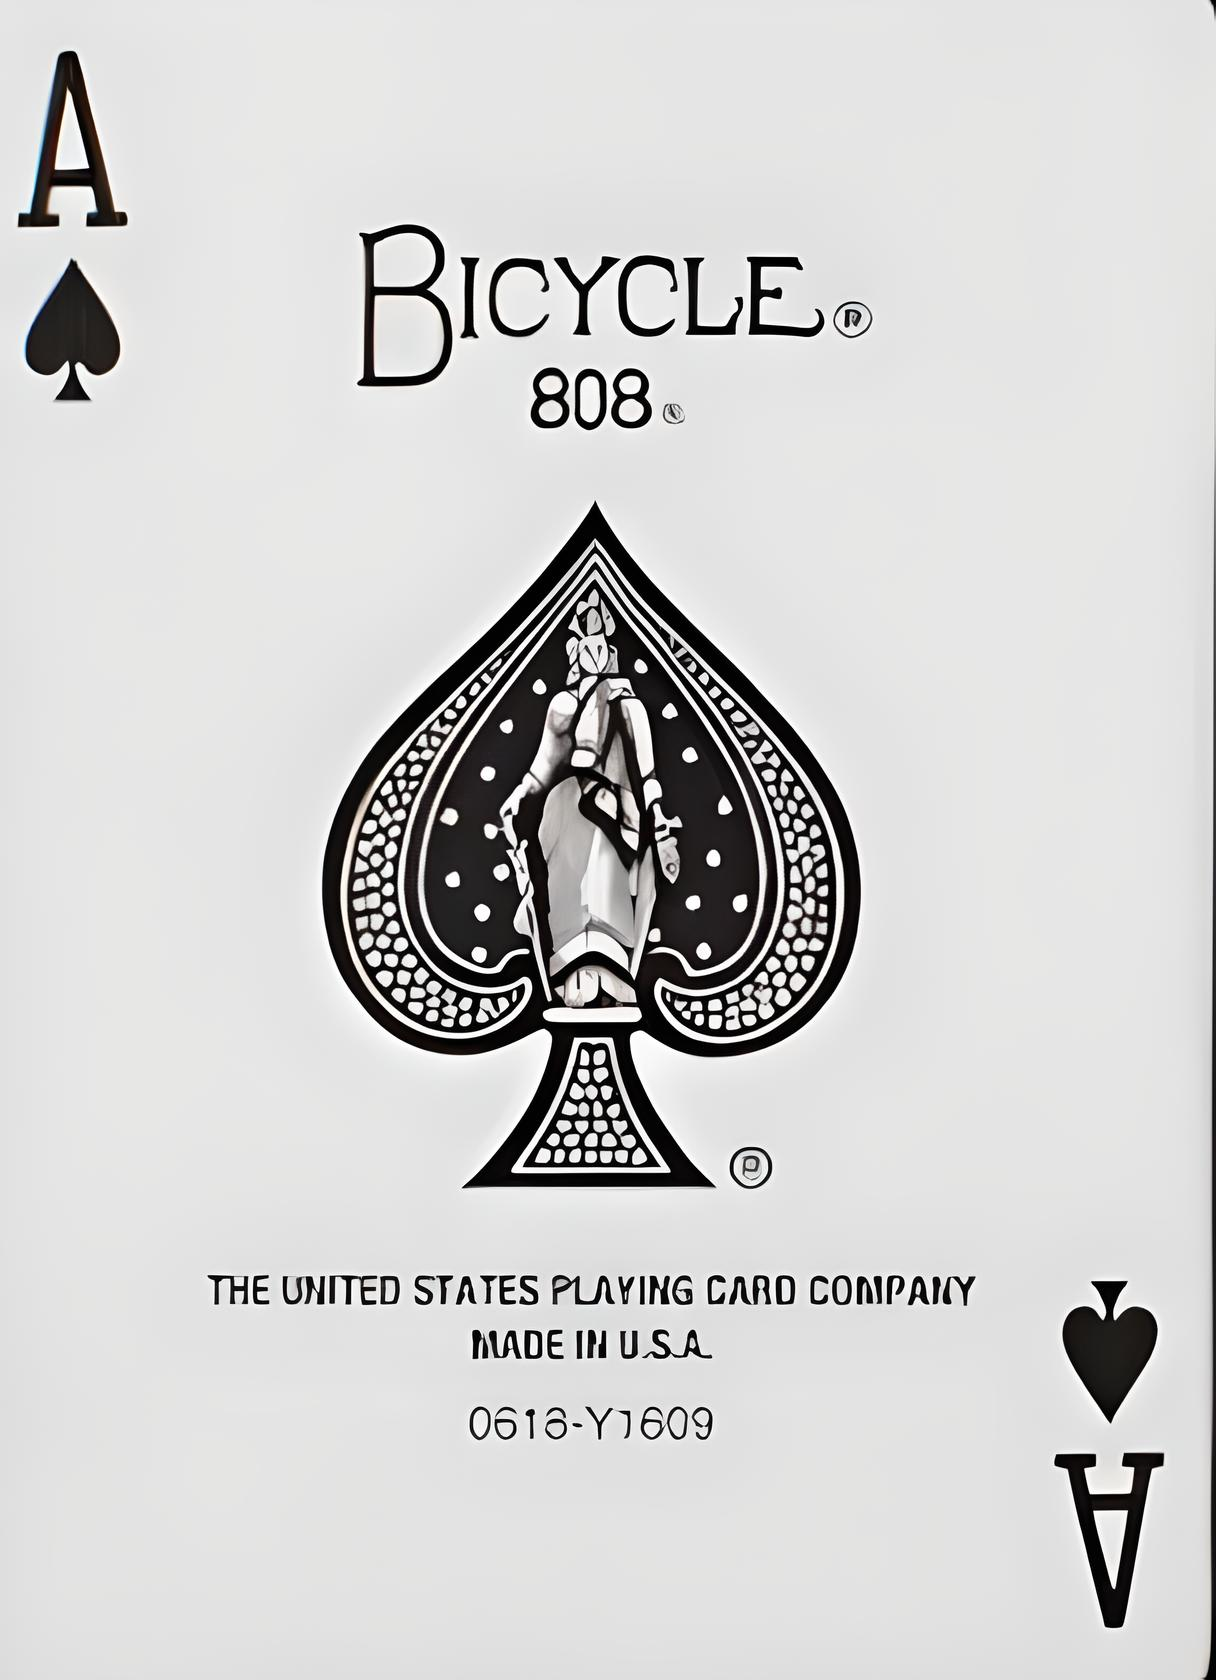 A
BICYCLE®
808
THE UNITED STATES PLAYING CARD COMPANY
MADE IN U.S.A.
A